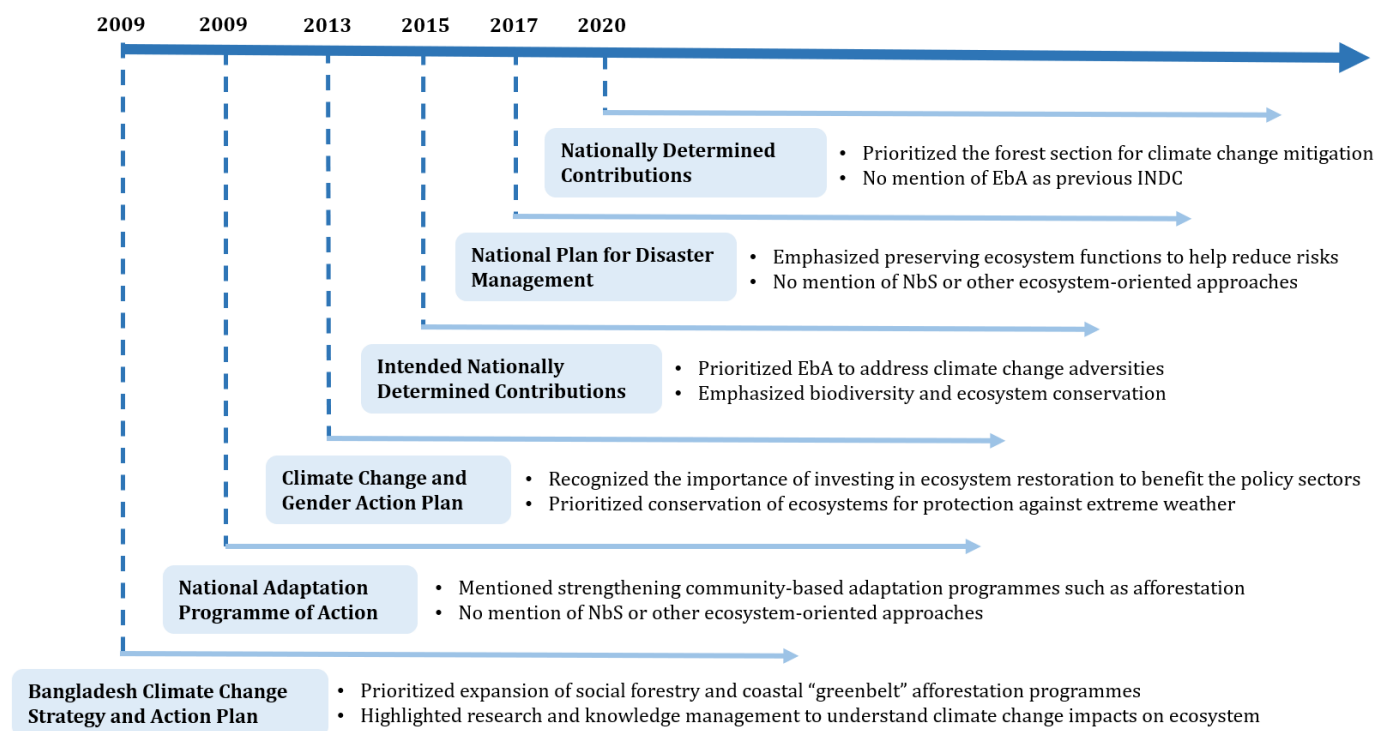 2009 2009 2013 2015 2017 2020
Nationally Determined
Contributions
• Prioritized the forest section for climate change mitigation
• No mention of EbA as previous INDC
National Plan for Disaster
Management
• Emphasized preserving ecosystem functions to help reduce risks
• No mention of NbS or other ecosystem-oriented approaches
Intended Nationally
Determined Contributions
• Prioritized EbA to address climate change adversities
• Emphasized biodiversity and ecosystem conservation
Climate Change and
Gender Action Plan
• Recognized the importance of investing in ecosystem restoration to benefit the policy sectors
• Prioritized conservation of ecosystems for protection against extreme weather
National Adaptation
Programme of Action
• Mentioned strengthening community-based adaptation programmes such as afforestation
• No mention of NbS or other ecosystem-oriented approaches
Bangladesh Climate Change
Strategy and Action Plan
• Prioritized expansion of social forestry and coastal “greenbelt” afforestation programmes
• Highlighted research and knowledge management to understand climate change impacts on ecosystem